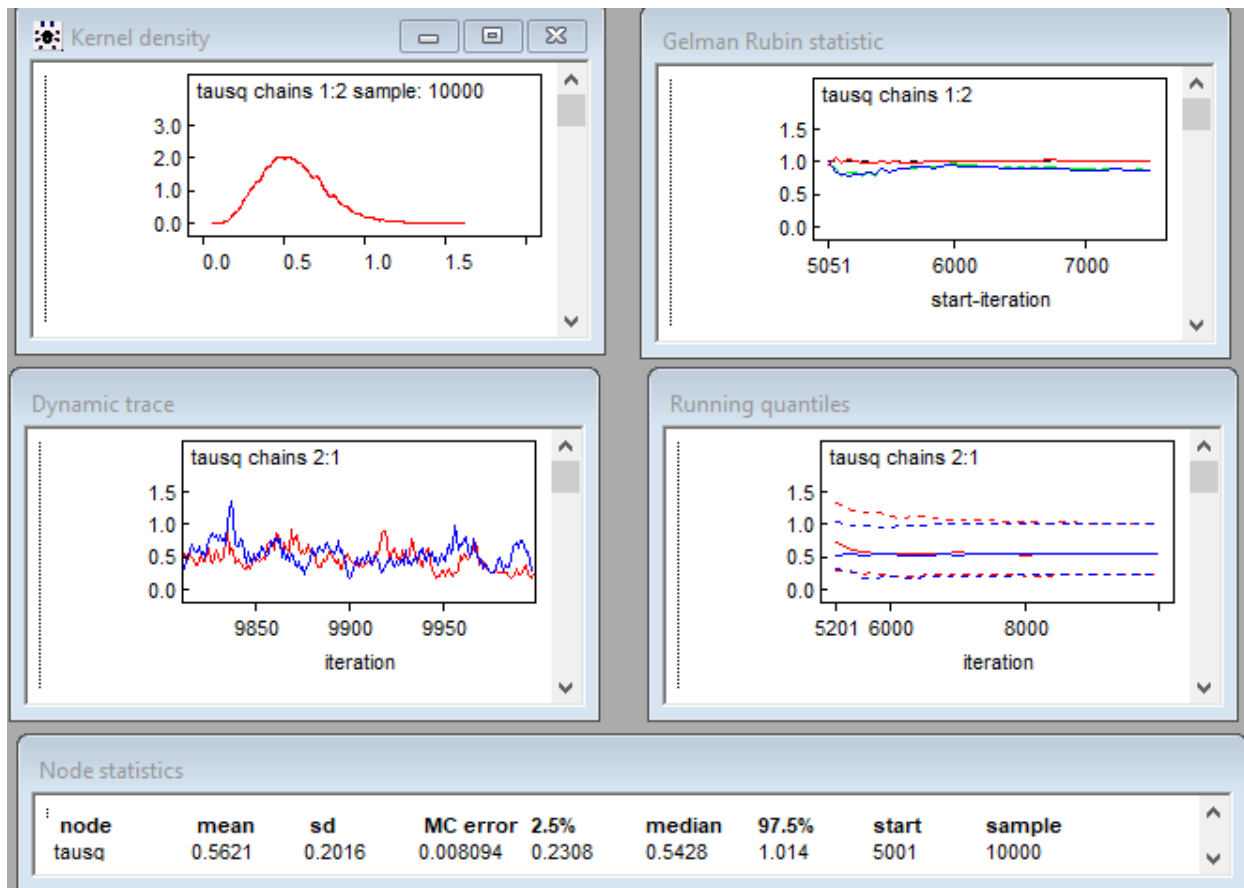 Kernel density
tausq chains 1:2 sample: 10000
3.0
2.0
1.0
0.0
0.0 0.5 1.0 1.5
Gelman Rubin statistic
tausq chains 1:2
1.5
1.0
0.5
0.0
5051 6000 7000
start-iteration
Dynamic trace
tausq chains 2:1
1.5
1.0
0.5
0.0
9850 9900 9950
iteration
Running quantiles
tausq chains 2:1
1.5
1.0
0.5
0.0
5201 6000 8000
iteration
Node statistics
node mean sd MC error 2.5% median 97.5% start sample
tausq 0.5621 0.2016 0.008094 0.2308 0.5428 1.014 5001 10000